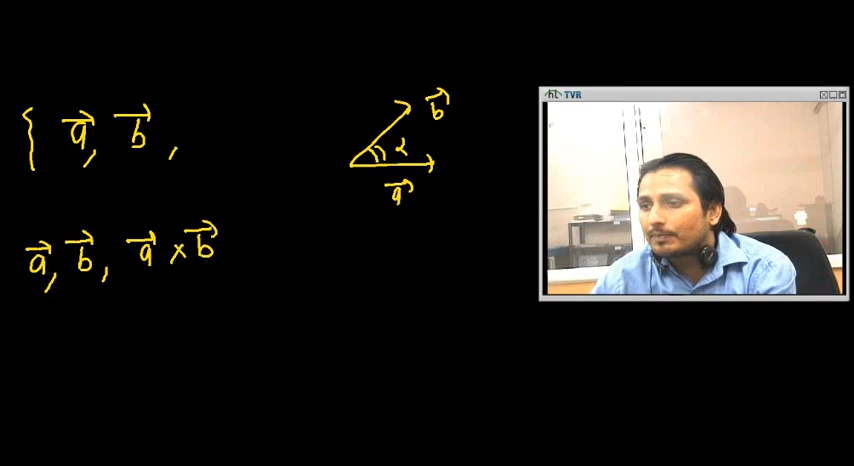 { a⃗, b⃗,
b⃗
α
a⃗
a⃗, b⃗, a⃗ × b⃗
TVR